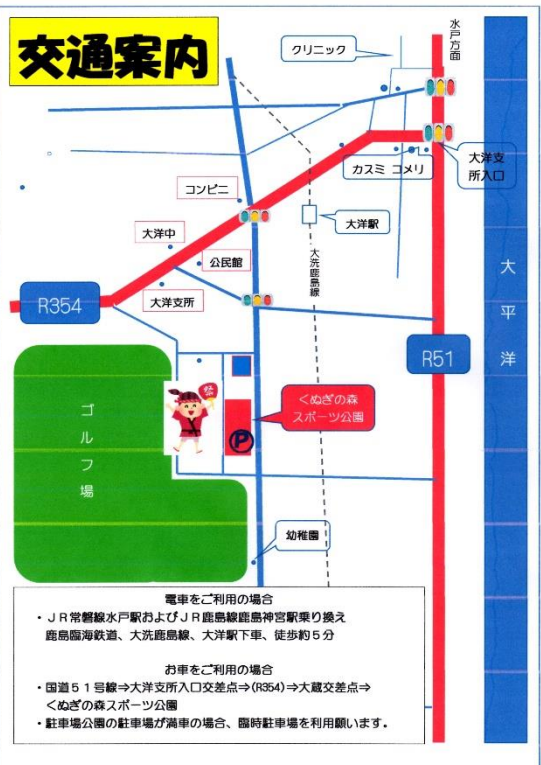 交通案内
クリニック
水戸方面
カスミ コメリ
大洋支
所入口
コンビニ
大洋駅
大洋中
公民館
大洗鹿島線
大洋支所
R354
大平洋
R51
祭
くぬぎの森
スポーツ公園
ゴルフ場
P
幼稚園
電車をご利用の場合
・JR常磐線水戸駅およびJR鹿島線鹿島神宮駅乗り換え
鹿島臨海鉄道、大洗鹿島線、大洋駅下車、徒歩約5分
お車をご利用の場合
・国道51号線⇒大洋支所入口交差点⇒(R354)⇒大蔵交差点⇒
くぬぎの森スポーツ公園
・駐車場公園の駐車場が満車の場合、臨時駐車場を利用願います。